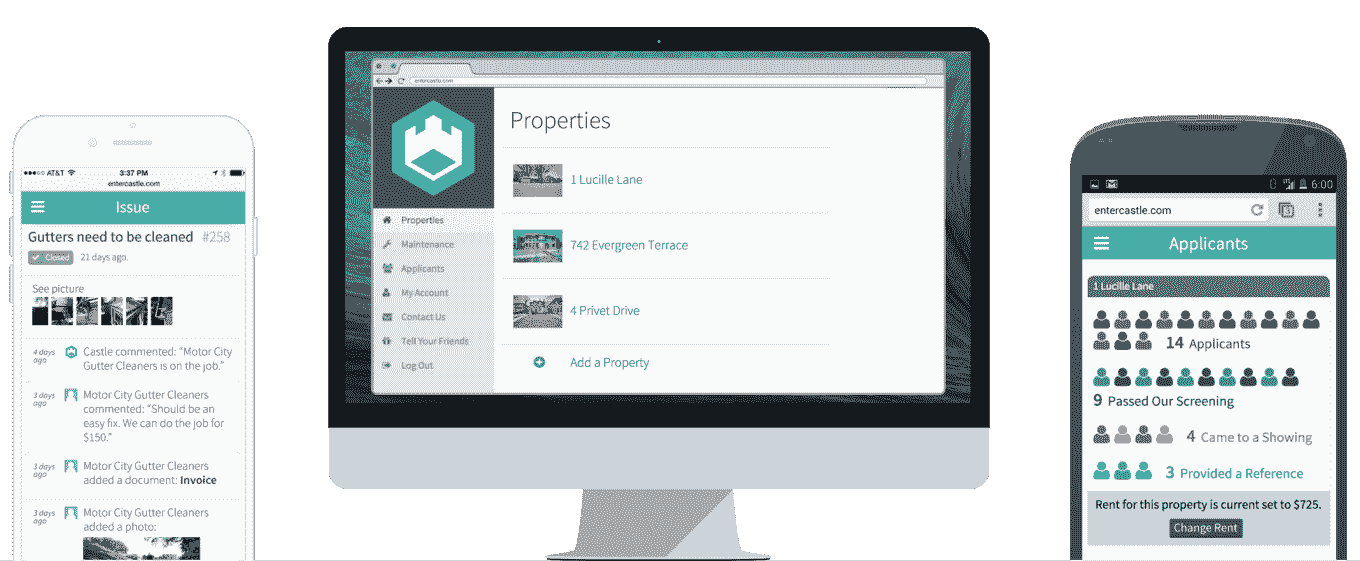 AT&T 3:37 PM
entercastle.com
Issue
Gutters need to be cleaned #258
Closed 21 days ago.
See picture
4 days ago
Castle commented: “Motor City
Gutter Cleaners is on the job.”
3 days ago
Motor City Gutter Cleaners
commented: “Should be an
easy fix. We can do the job for
$150.”
3 days ago
Motor City Gutter Cleaners
added a document: Invoice
3 days ago
Motor City Gutter Cleaners
added a photo:
entercastle.com
Properties
Maintenance
Applicants
My Account
Contact Us
Tell Your Friends
Log Out
Properties
1 Lucille Lane
742 Evergreen Terrace
4 Privet Drive
Add a Property
6:00
entercastle.com 3
Applicants
1 Lucille Lane
14 Applicants
9 Passed Our Screening
4 Came to a Showing
3 Provided a Reference
Rent for this property is current set to $725.
Change Rent